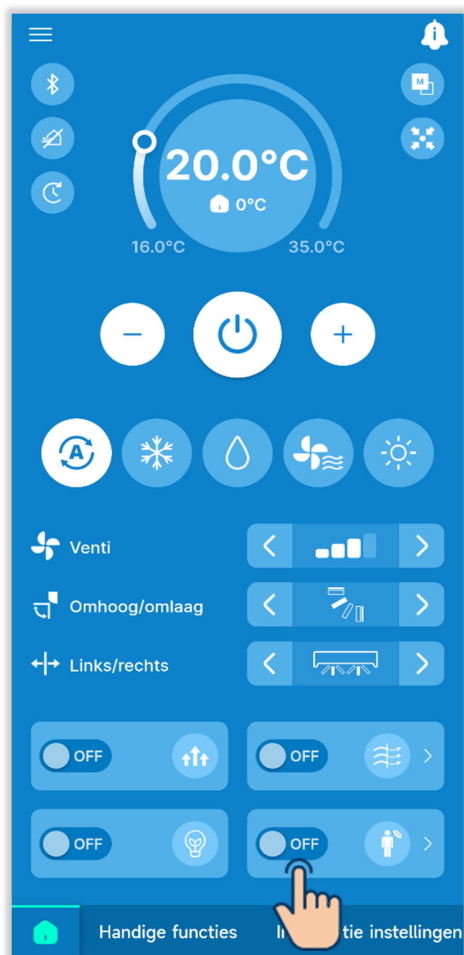 20.0°C
0°C
16.0°C 35.0°C
A
M
i
Venti
Omhoog/omlaag
Links/rechts
OFF OFF
OFF OFF
Handige functies tie instellingen